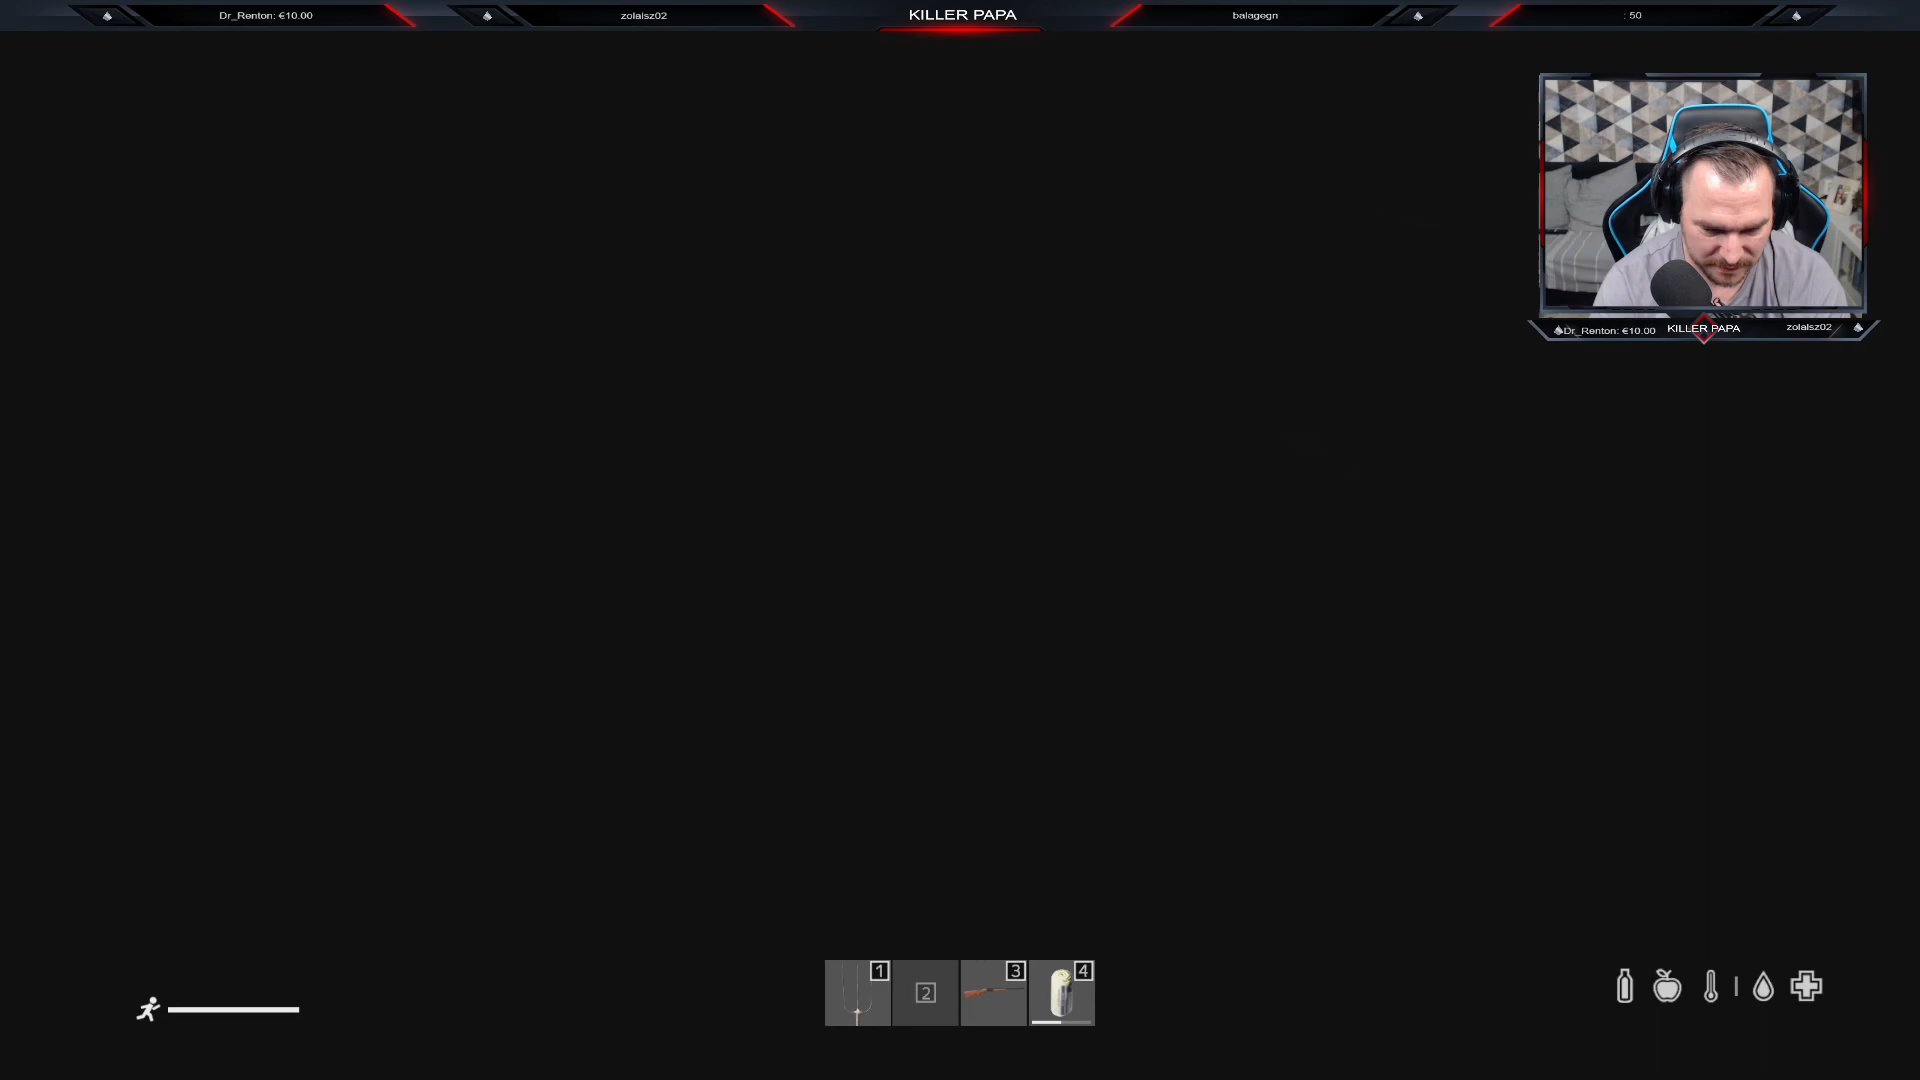 Dr_Renton: €10.00
zolalsz02
KILLER PAPA
balagegn
: 50
Dr_Renton: €10.00
KILLER PAPA
zolalsz02
1
2
3
4